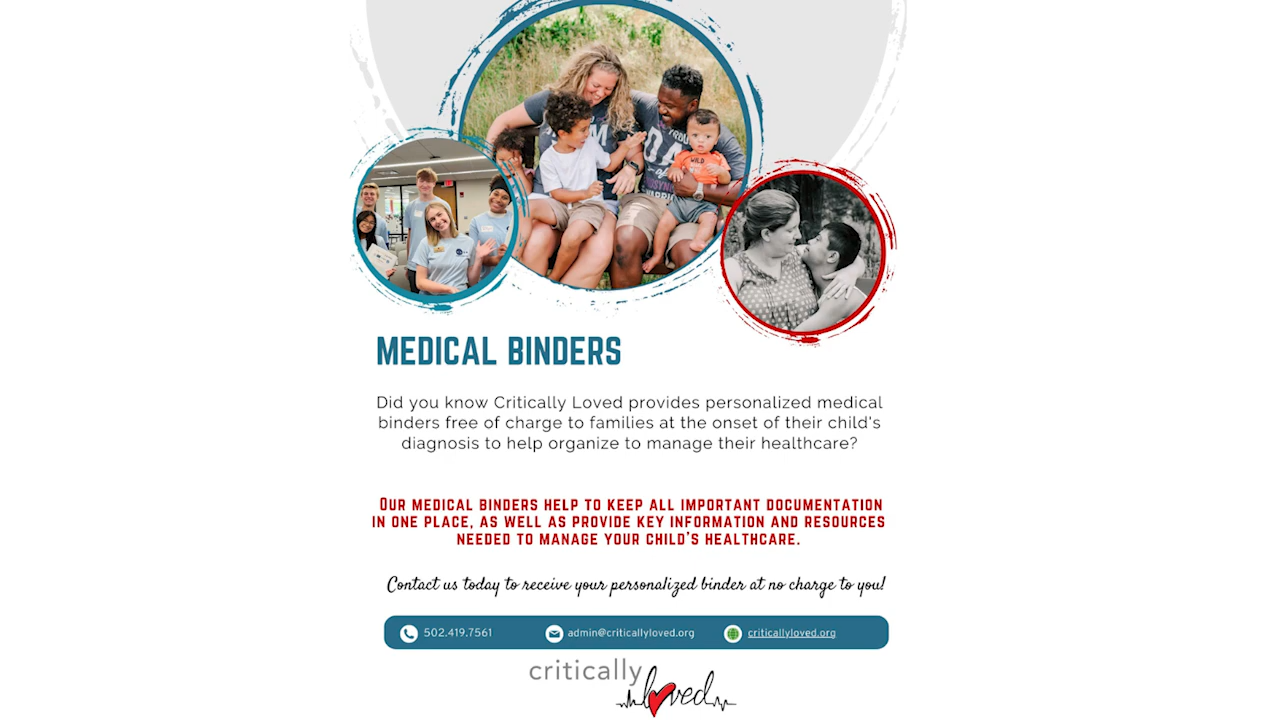 WILD
MEDICAL BINDERS
Did you know Critically Loved provides personalized medical
binders free of charge to families at the onset of their child's
diagnosis to help organize to manage their healthcare?
OUR MEDICAL BINDERS HELP TO KEEP ALL IMPORTANT DOCUMENTATION
IN ONE PLACE, AS WELL AS PROVIDE KEY INFORMATION AND RESOURCES
NEEDED TO MANAGE YOUR CHILD'S HEALTHCARE.
Contact us today to receive your personalized binder at no charge to you!
502.419.7561 admin@criticallyloved.org criticallyloved.org
critically
loved